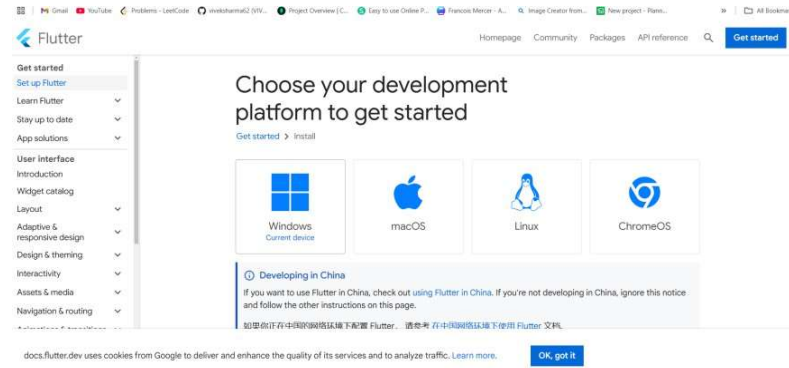 Gmail
YouTube
Problems - LeetCode
viveksharma62 (VIV...
Project Overview | C...
Easy to use Online P...
Francois Mercer - A...
Image Creator from...
New project - Plann...
»
All Bookma
Flutter
Homepage Community Packages API reference Get started
Get started
Set up Flutter
Learn Flutter
Stay up to date
App solutions
User interface
Introduction
Widget catalog
Layout
Adaptive &
responsive design
Design & theming
Interactivity
Assets & media
Navigation & routing
Animations & transitions
Choose your development
platform to get started
Get started > Install
Windows
Current device
macOS
Linux
ChromeOS
Developing in China
If you want to use Flutter in China, check out using Flutter in China. If you're not developing in China, ignore this notice
and follow the other instructions on this page.
如果你正在中国的网络环境下配置 Flutter， 请参考 在中国网络环境下使用 Flutter 文档.
docs.flutter.dev uses cookies from Google to deliver and enhance the quality of its services and to analyze traffic. Learn more.
OK, got it